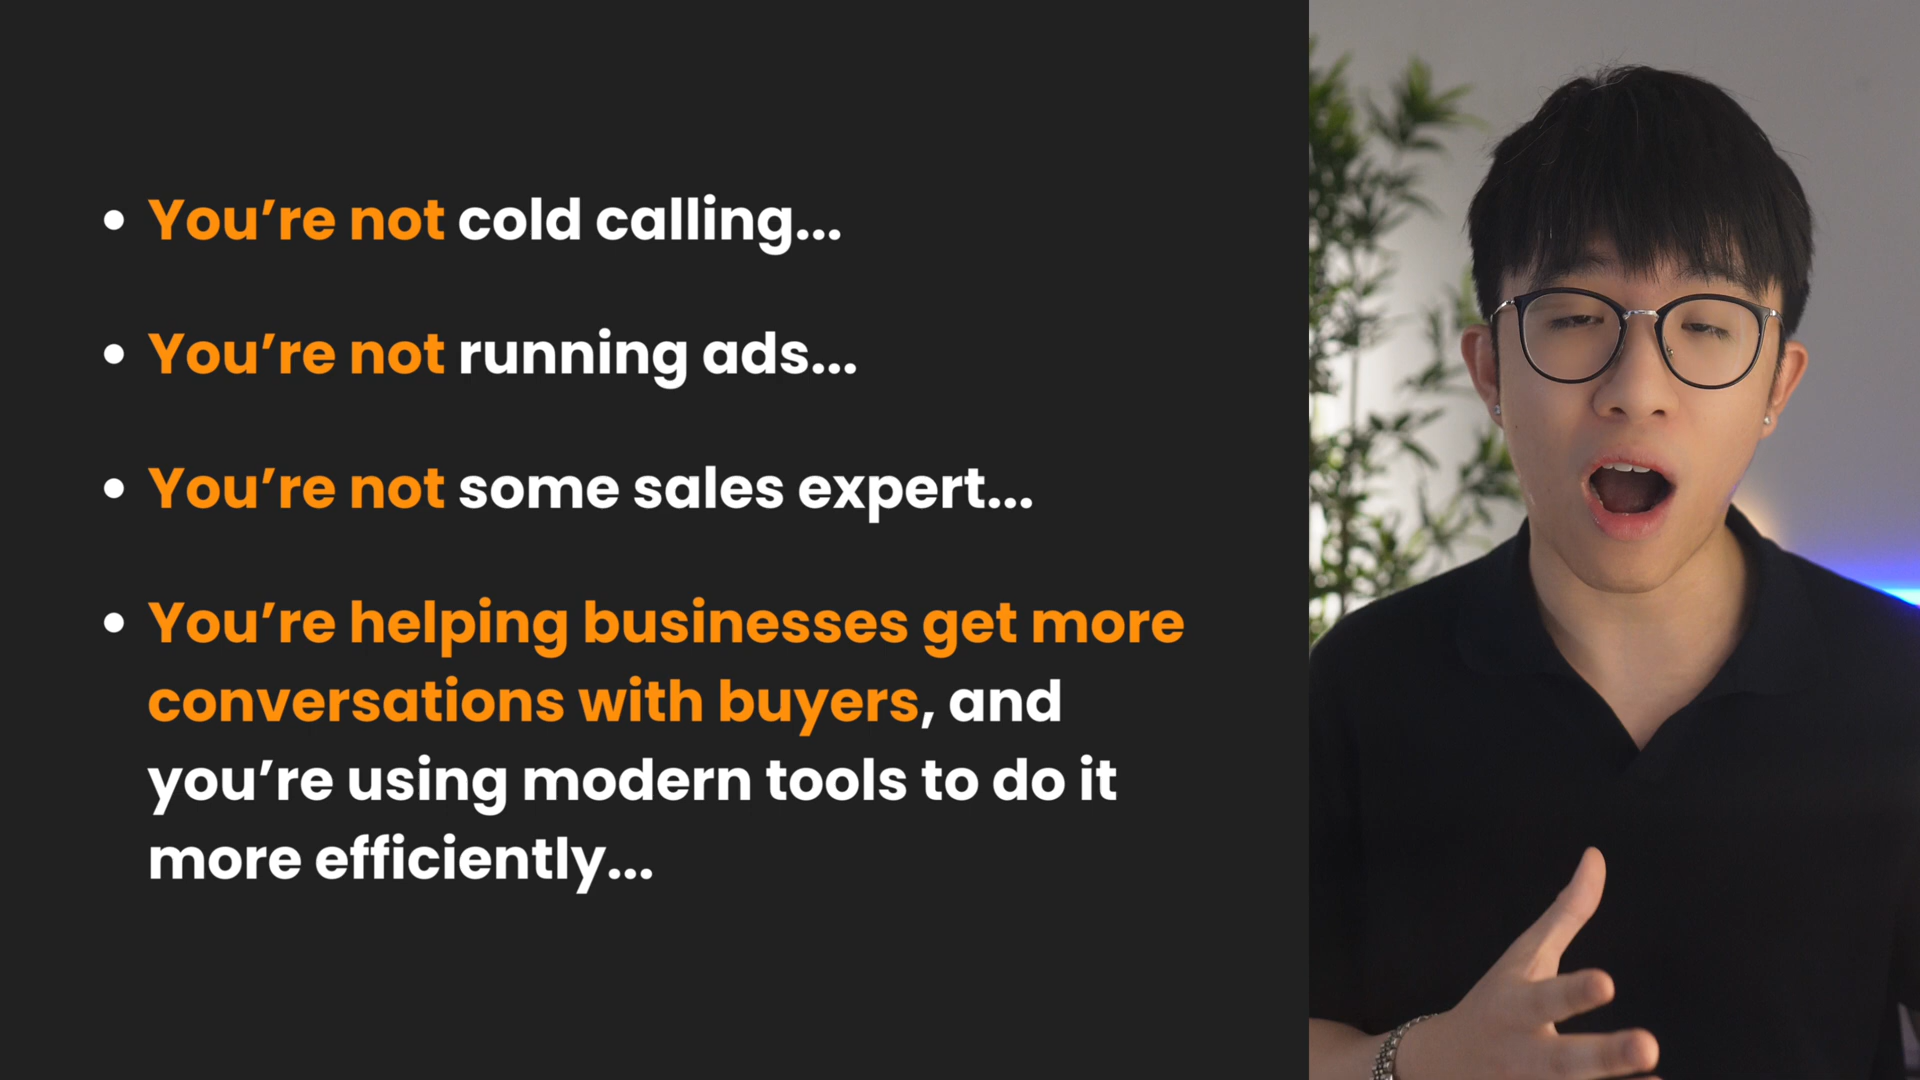 • You’re not cold calling...
• You’re not running ads...
• You’re not some sales expert...
• You’re helping businesses get more
conversations with buyers, and
you’re using modern tools to do it
more efficiently...